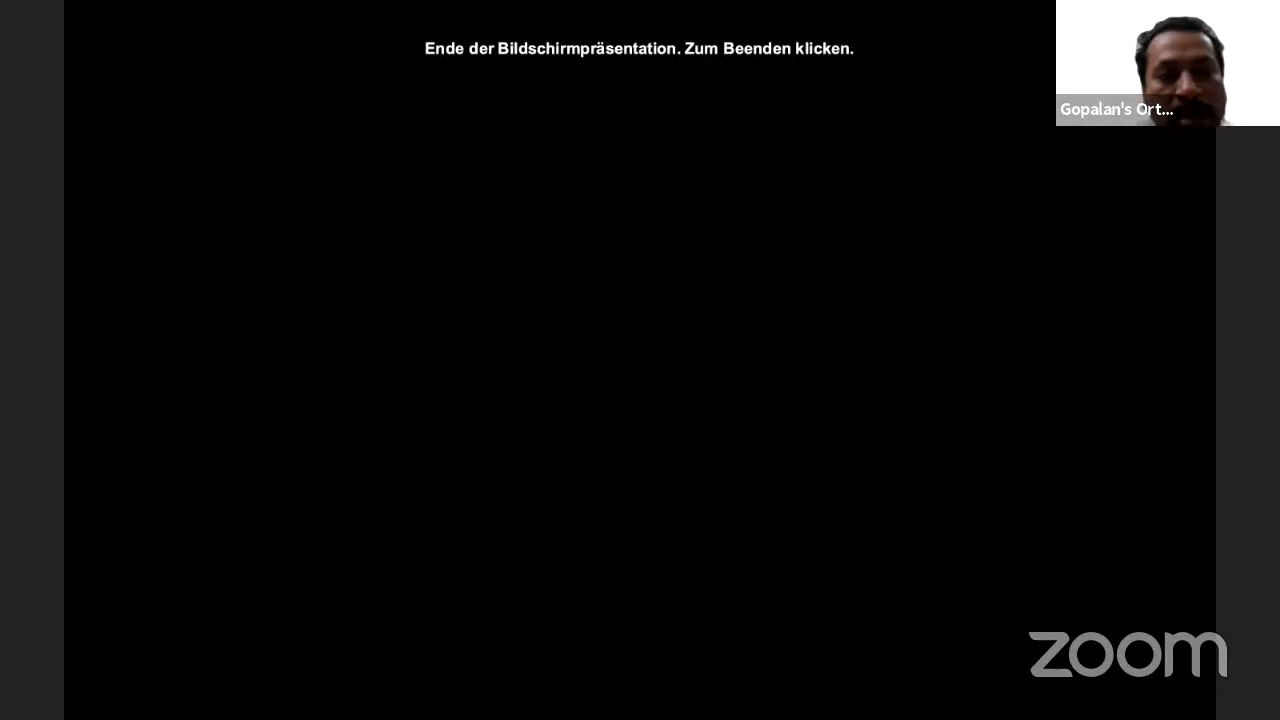 Ende der Bildschirmpräsentation. Zum Beenden klicken.
Gopalan's Ort...
zoom